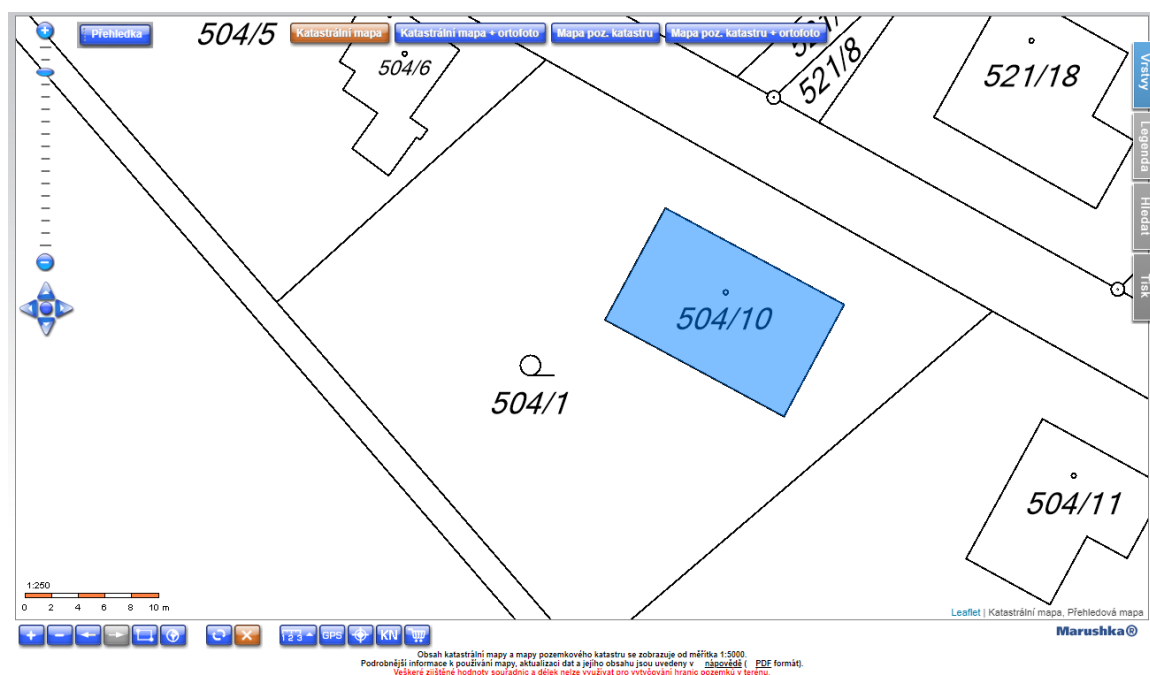 Přehledka
504/5
Katastrální mapa
Katastrální mapa + ortofoto
Mapa poz. katastru
Mapa poz. katastru + ortofoto
504/6
521/8
521/18
Vrstvy
Legenda
Hledat
Tisk
504/10
504/1
504/11
1:250
0 2 4 6 8 10 m
Leaflet | Katastrální mapa, Přehledová mapa
1 2 3
GPS
KN
Marushka®
Obsah katastrální mapy a mapy pozemkového katastru se zobrazuje od měřítka 1:5000.
Podrobnější informace k používání mapy, aktualizaci dat a jejího obsahu jsou uvedeny v nápovědě ( PDF formát).
Veškeré zjištěné hodnoty souřadnic a délek nelze využívat pro vytyčování hranic pozemků v terénu.